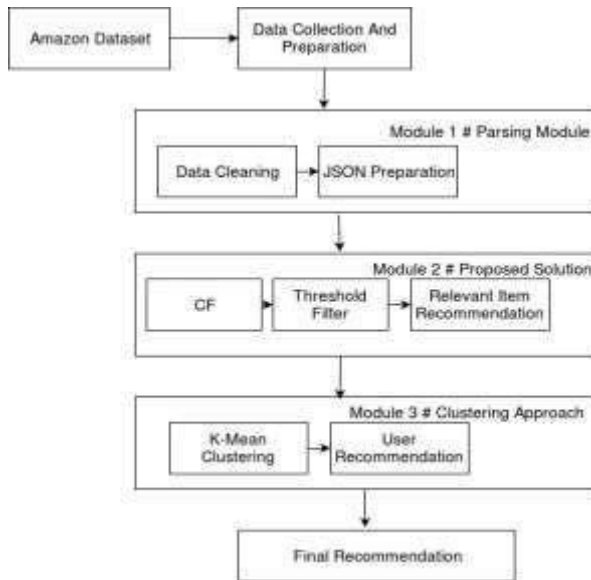 Amazon Dataset
Data Collection And
Preparation
Module 1 # Parsing Module
Data Cleaning
JSON Preparation
Module 2 # Proposed Solution
CF
Threshold
Filter
Relevant Item
Recommendation
Module 3 # Clustering Approach
K-Mean
Clustering
User
Recommendation
Final Recommendation